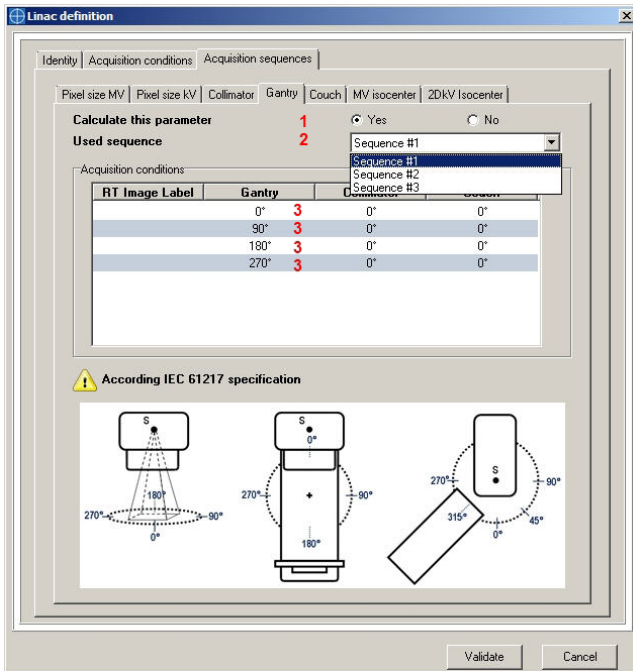 Linac definition
Identity Acquisition conditions Acquisition sequences
Pixel size MV Pixel size kV Collimator Gantry Couch MV isocenter 2DkV Isocenter
Calculate this parameter 1 Yes No
Used sequence 2 Sequence #1
Sequence #1
Sequence #2
Sequence #3
Acquisition conditions
RT Image Label Gantry
0° 3 0° 0°
90° 3 0° 0°
180° 3 0° 0°
270° 3 0° 0°
According IEC 61217 specification
S S
0°
S
180° 270° 90° 270° 90°
270° 90° 315° 45°
0° 180° 0°
Validate Cancel